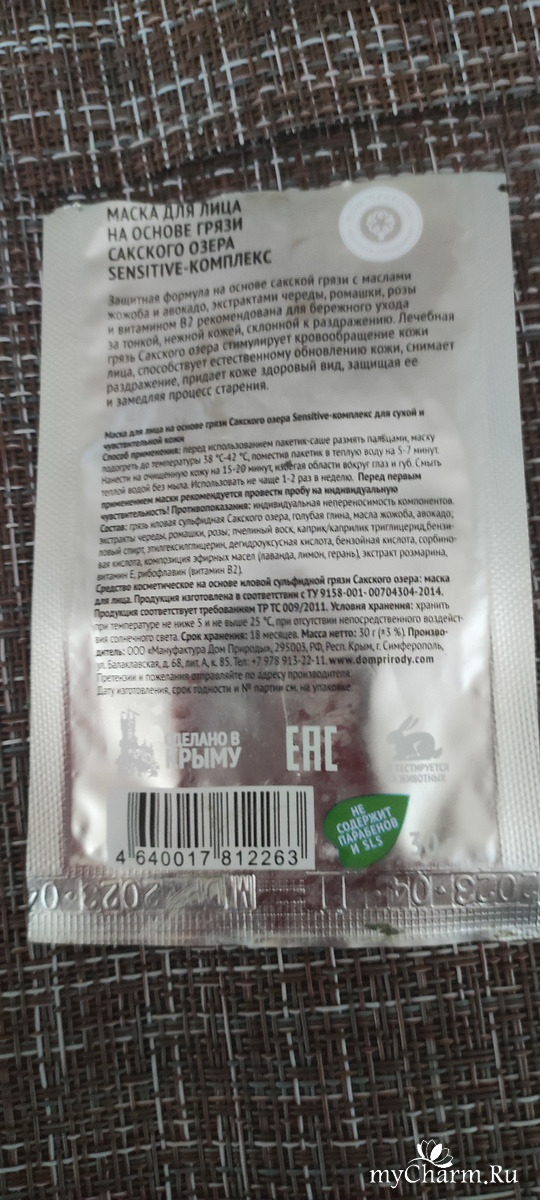 МАСКА ДЛЯ ЛИЦА
НА ОСНОВЕ ГРЯЗИ
САКСКОГО ОЗЕРА
SENSITIVE-КОМПЛЕКС
Защитная формула на основе сакской грязи с маслами
жожоба и авокадо, экстрактами череды, ромашки, розы
и витамином В2 рекомендована для бережного ухода
за тонкой, нежной кожей, склонной к раздражению. Лечебная
грязь Сакского озера стимулирует кровообращение кожи
лица, способствует естественному обновлению кожи, снимает
раздражение, придает коже здоровый вид, защищая ее
и замедляя процесс старения.
Маска для лица на основе грязи Сакского озера Sensitive-комплекс для сухой и
чувствительной кожи
Способ применения: перед использованием пакетик-саше размять пальцами, маску
подогреть до температуры 38 °С-42 °С, поместив пакетик в теплую воду на 5-7 минут.
Нанести на очищенную кожу на 15-20 минут, избегая области вокруг глаз и губ. Смыть
теплой водой без мыла. Использовать не чаще 1-2 раз в неделю. Перед первым
применением маски рекомендуется провести пробу на индивидуальную
чувствительность! Противопоказания: индивидуальная непереносимость компонентов.
Состав: грязь иловая сульфидная Сакского озера, голубая глина, масла жожоба, авокадо;
экстракты череды, ромашки, розы; пчелиный воск, каприк/каприлик триглицерид, бензи-
ловый спирт, этилгексилглицерин, дегидроуксусная кислота, бензойная кислота, сорбино-
вая кислота, композиция эфирных масел (лаванда, лимон, герань), экстракт розмарина,
витамин Е, рибофлавин (витамин В2).
Средство косметическое на основе иловой сульфидной грязи Сакского озера: маска
для лица. Продукция изготовлена в соответствии с ТУ 9158-001-00704304-2014.
Продукция соответствует требованиям ТР ТС 009/2011. Условия хранения: хранить
при температуре не ниже 5 и не выше 25 °С, при отсутствии непосредственного воздейст-
вия солнечного света. Срок хранения: 18 месяцев. Масса нетто: 30 г (±3 %). Произво-
дитель: ООО «Мануфактура Дом Природы», 295003, РФ, Респ. Крым, г. Симферополь,
ул. Балаклавская, д. 68, лит. А, к. 85. Тел: +7 978 913-22-11. www.domprirody.com
Претензии и пожелания отправляйте по адресу производителя.
Дату изготовления, срок годности и № партии см. на упаковке.
СДЕЛАНО В
КРЫМУ
EAC
ТЕСТИРУЕТСЯ
ЖИВОТНЫХ
НЕ
СОДЕРЖИТ
ПАРАБЕНОВ
И SLS
4 640017 812263
myCharm.Ru